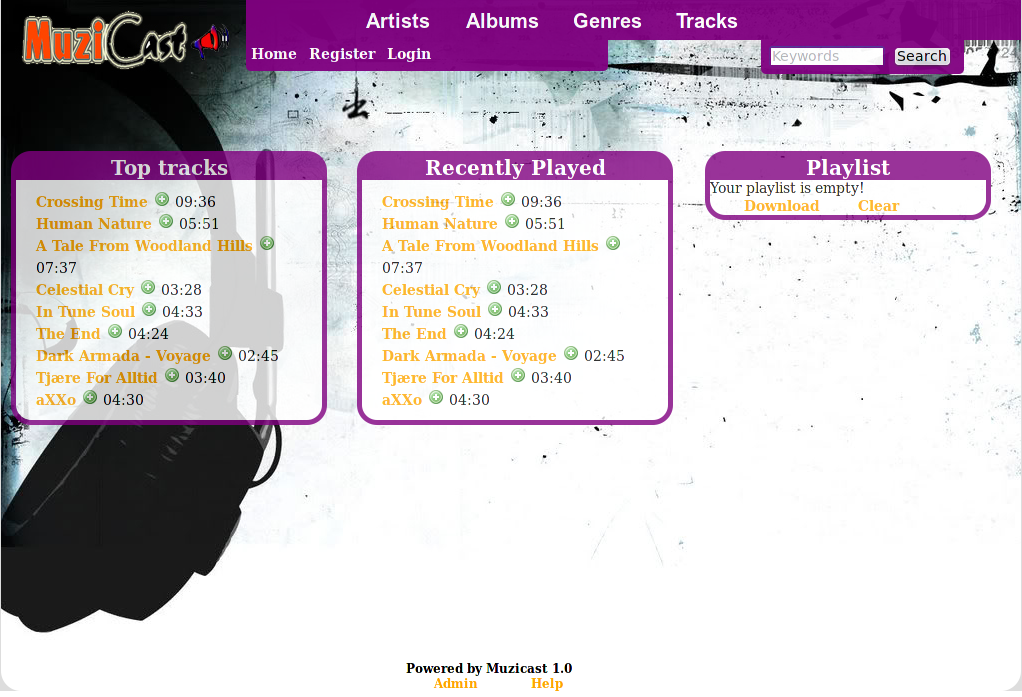 MuziCast
Artists Albums Genres Tracks
Home Register Login
Keywords Search
Top tracks
Crossing Time 09:36
Human Nature 05:51
A Tale From Woodland Hills
07:37
Celestial Cry 03:28
In Tune Soul 04:33
The End 04:24
Dark Armada - Voyage 02:45
Tjære For Alltid 03:40
aXXo 04:30
Recently Played
Crossing Time 09:36
Human Nature 05:51
A Tale From Woodland Hills
07:37
Celestial Cry 03:28
In Tune Soul 04:33
The End 04:24
Dark Armada - Voyage 02:45
Tjære For Alltid 03:40
aXXo 04:30
Playlist
Your playlist is empty!
Download Clear
Powered by Muzicast 1.0
Admin Help